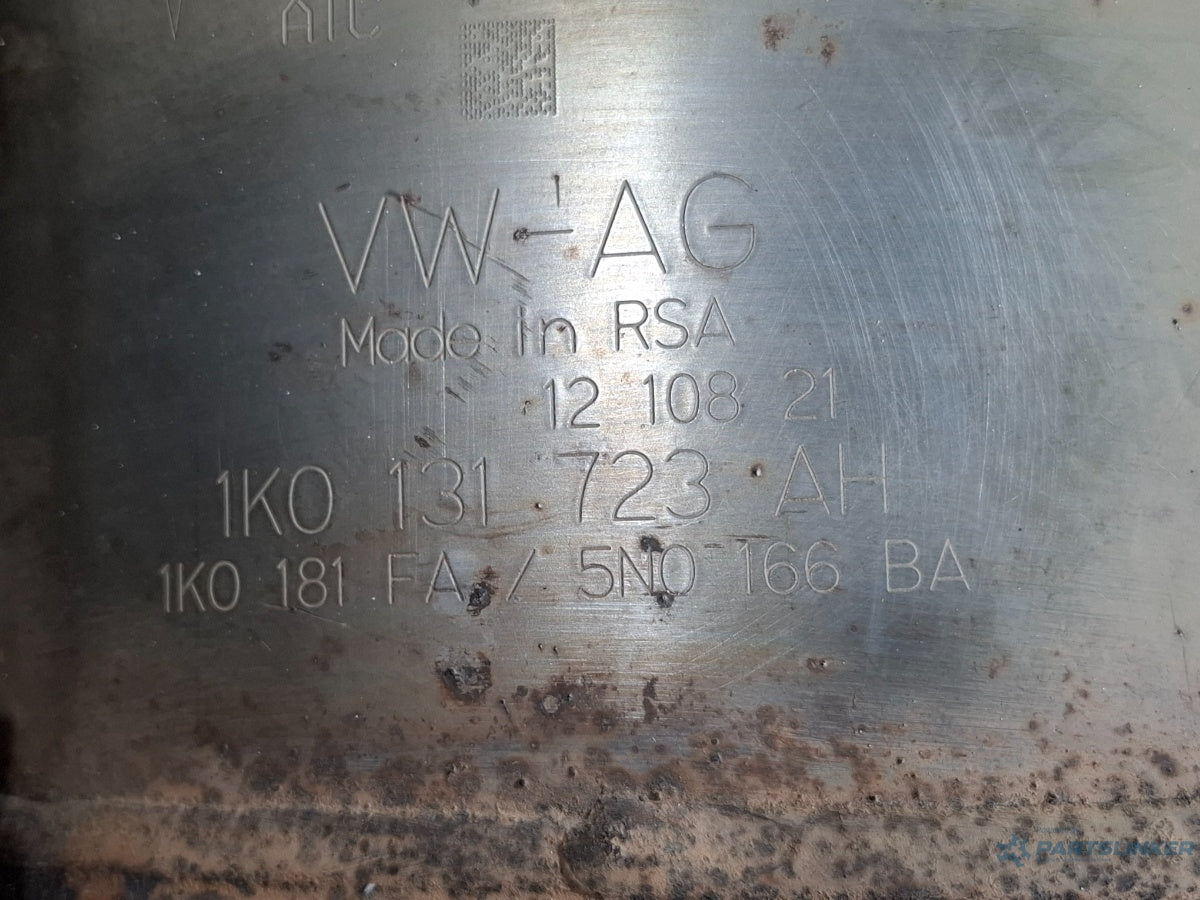 VW-AG
Made in RSA
12 108 21
1K0 131 723 AH
1K0 181 FA / 5N0 166 BA
PARTSLINKER